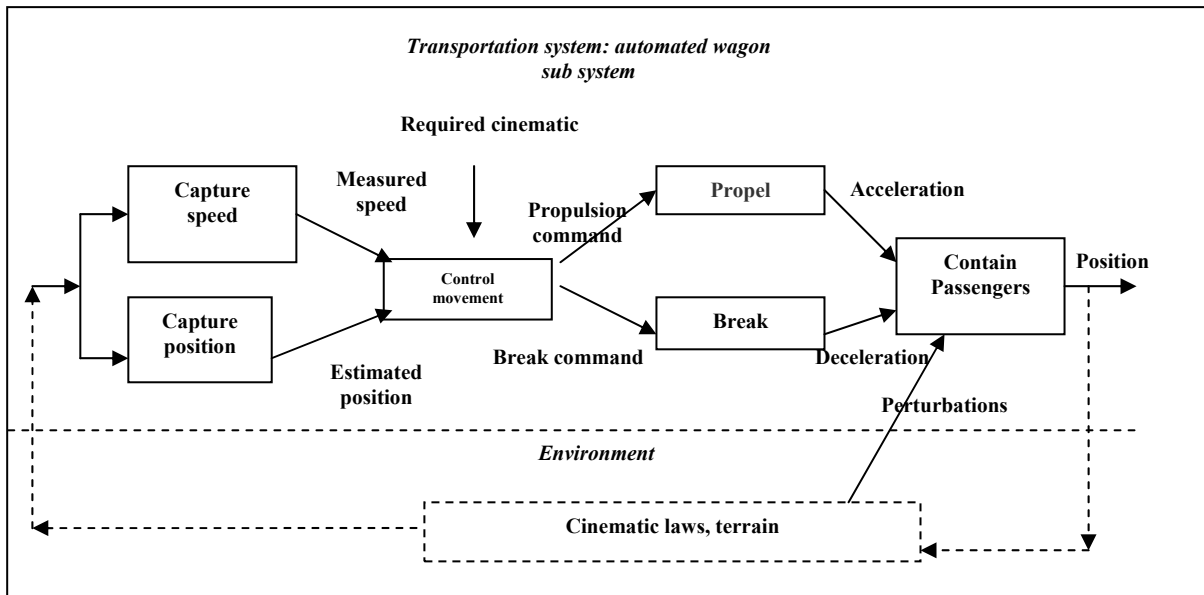 Transportation system: automated wagon
sub system
Required cinematic
Capture
speed
Measured
speed
Propulsion
command
Propel
Acceleration
Control
movement
Contain
Passengers
Position
Capture
position
Estimated
position
Break command
Break
Deceleration
Perturbations
Environment
Cinematic laws, terrain